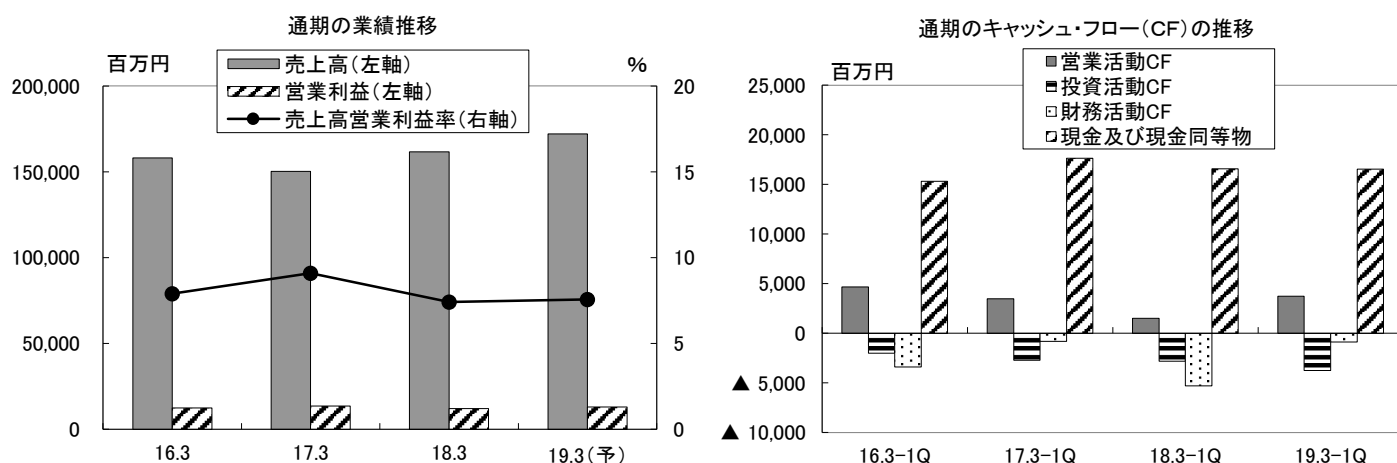 通期の業績推移
百万円
%
売上高(左軸)
営業利益(左軸)
売上高営業利益率(右軸)
200,000
150,000
100,000
50,000
0
20
15
10
5
0
16.3
17.3
18.3
19.3(予)
通期のキャッシュ・フロー(CF)の推移
百万円
営業活動CF
投資活動CF
財務活動CF
現金及び現金同等物
25,000
20,000
15,000
10,000
5,000
0
▲ 5,000
▲ 10,000
16.3-1Q
17.3-1Q
18.3-1Q
19.3-1Q